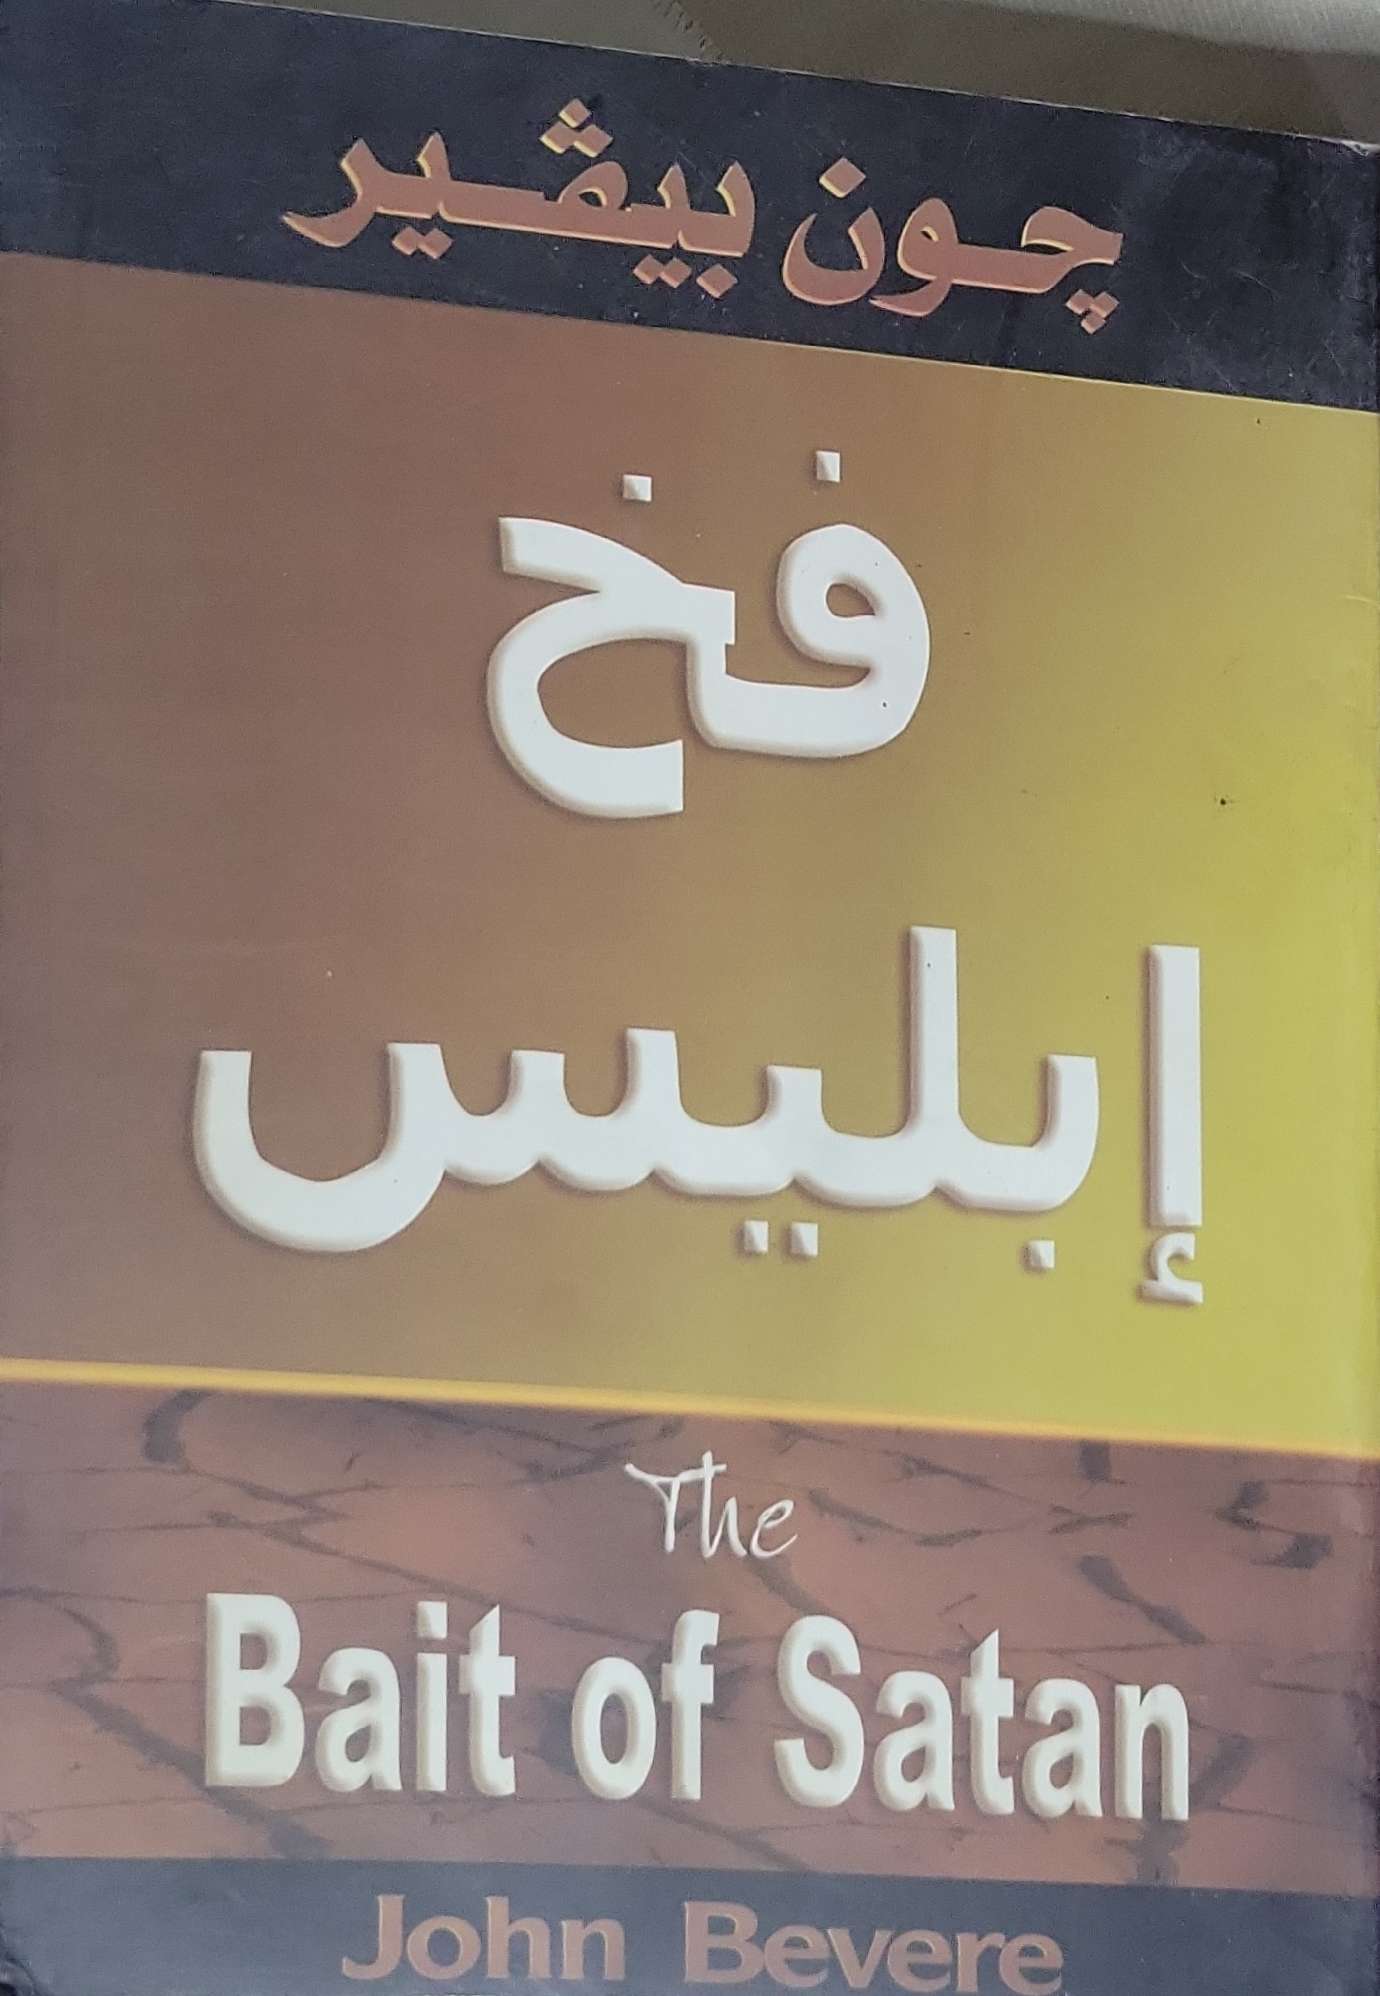 چون بيڤير
فخ
إبليس
The
Bait of Satan
John Bevere